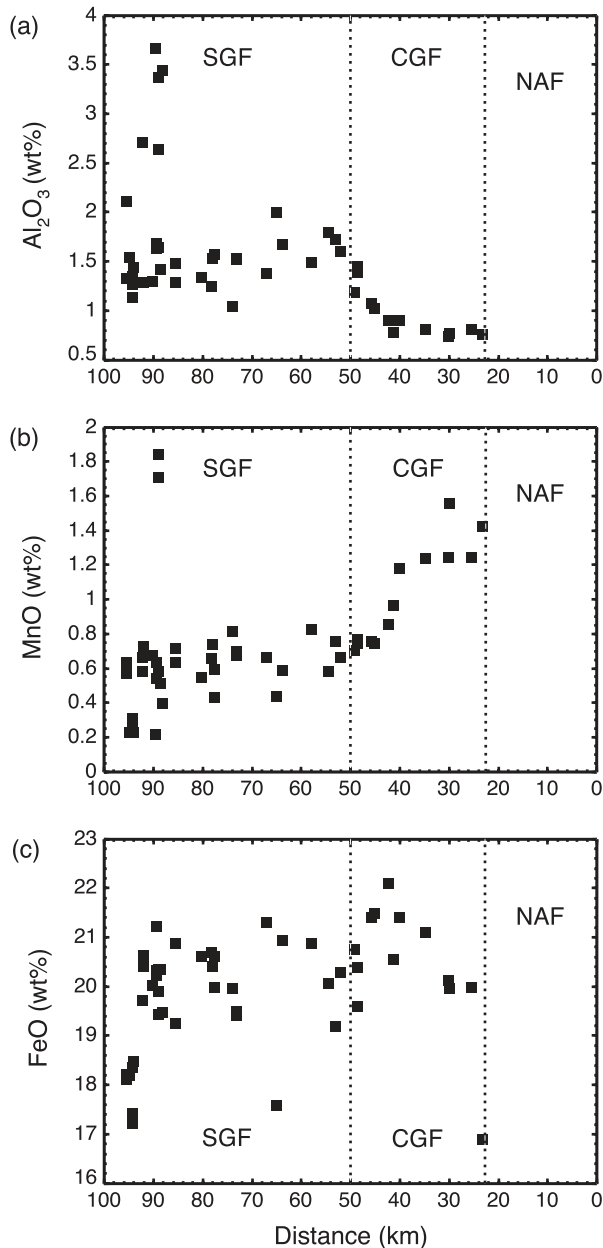 (a)
Al2O3 (wt%)
4
3.5
3
2.5
2
1.5
1
0.5
SGF CGF NAF
100 90 80 70 60 50 40 30 20 10 0
(b)
MnO (wt%)
2
1.8
1.6
1.4
1.2
1
0.8
0.6
0.4
0.2
0
SGF CGF NAF
100 90 80 70 60 50 40 30 20 10 0
(c)
FeO (wt%)
23
22
21
20
19
18
17
16
NAF
SGF CGF
100 90 80 70 60 50 40 30 20 10 0
Distance (km)